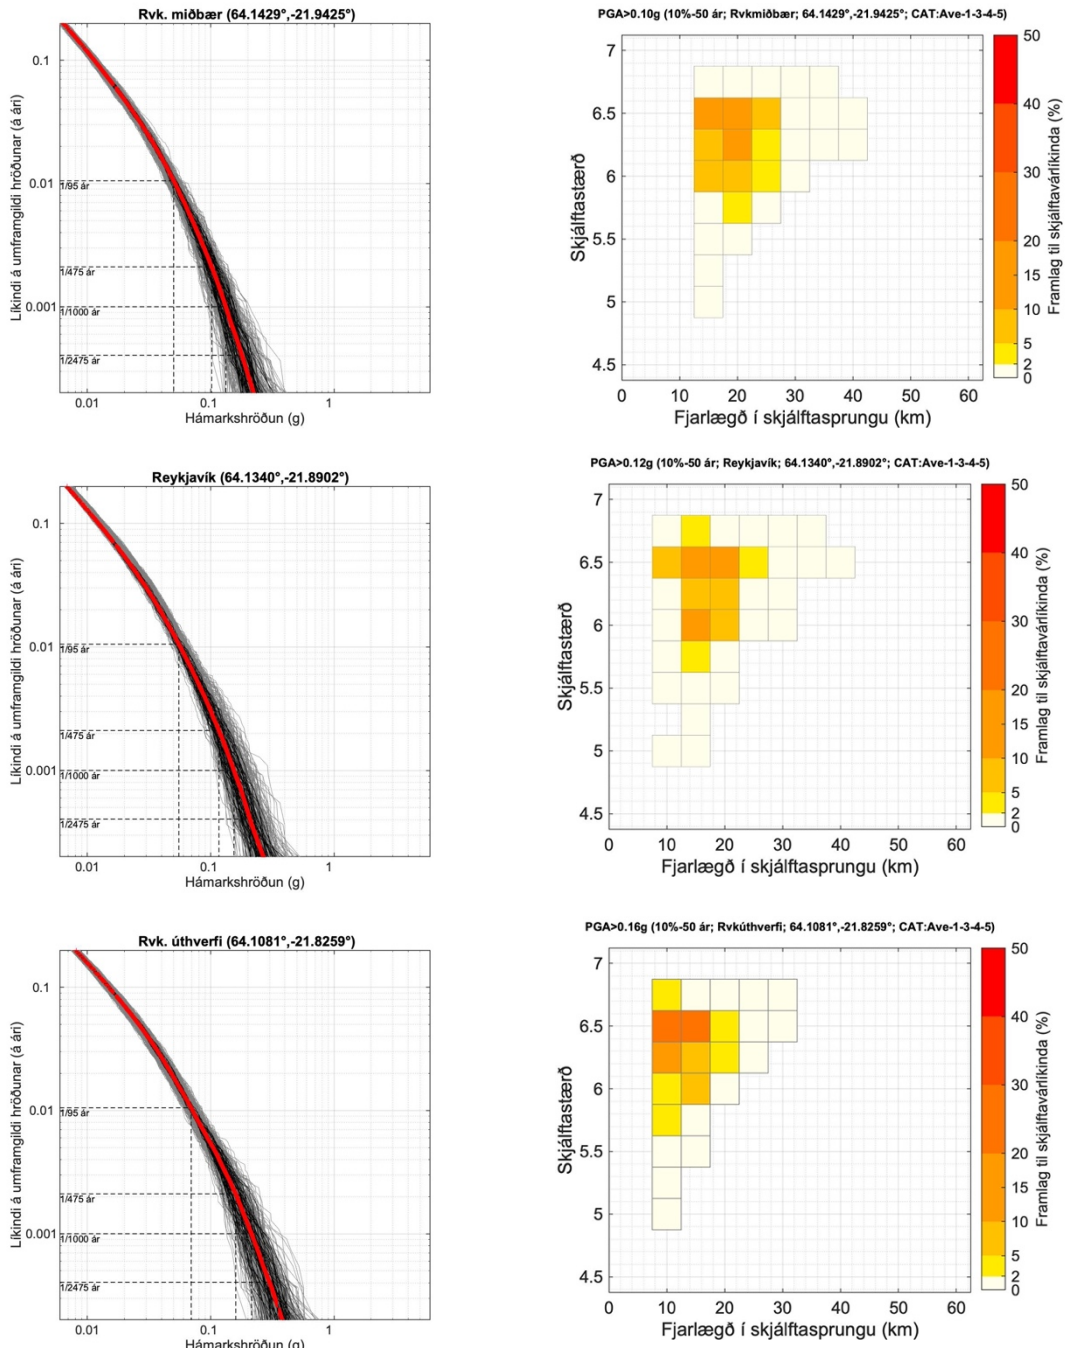 Rvk. miðbær (64.1429°,-21.9425°)
0.1
0.01
0.001
1/95 ár
1/475 ár
1/1000 ár
1/2475 ár
Líkindi á umframgildi hröðunar (á ári)
0.01
0.1
1
Hámarkshröðun (g)
PGA>0.10g (10%-50 ár; Rvkmiðbær; 64.1429°,-21.9425°; CAT:Ave-1-3-4-5)
7
6.5
6
5.5
5
4.5
Skjálftastærð
0
10
20
30
40
50
60
Fjarlægð í skjálftasprungu (km)
50
40
30
20
15
10
5
2
0
Framlag til skjálftavárlíkinda (%)
Reykjavík (64.1340°,-21.8902°)
0.1
0.01
0.001
1/95 ár
1/475 ár
1/1000 ár
1/2475 ár
Líkindi á umframgildi hröðunar (á ári)
0.01
0.1
1
Hámarkshröðun (g)
PGA>0.12g (10%-50 ár; Reykjavík; 64.1340°,-21.8902°; CAT:Ave-1-3-4-5)
7
6.5
6
5.5
5
4.5
Skjálftastærð
0
10
20
30
40
50
60
Fjarlægð í skjálftasprungu (km)
50
40
30
20
15
10
5
2
0
Framlag til skjálftavárlíkinda (%)
Rvk. úthverfi (64.1081°,-21.8259°)
0.1
0.01
0.001
1/95 ár
1/475 ár
1/1000 ár
1/2475 ár
Líkindi á umframgildi hröðunar (á ári)
0.01
0.1
1
Hámarkshröðun (g)
PGA>0.16g (10%-50 ár; Rvkúthverfi; 64.1081°,-21.8259°; CAT:Ave-1-3-4-5)
7
6.5
6
5.5
5
4.5
Skjálftastærð
0
10
20
30
40
50
60
Fjarlægð í skjálftasprungu (km)
50
40
30
20
15
10
5
2
0
Framlag til skjálftavárlíkinda (%)